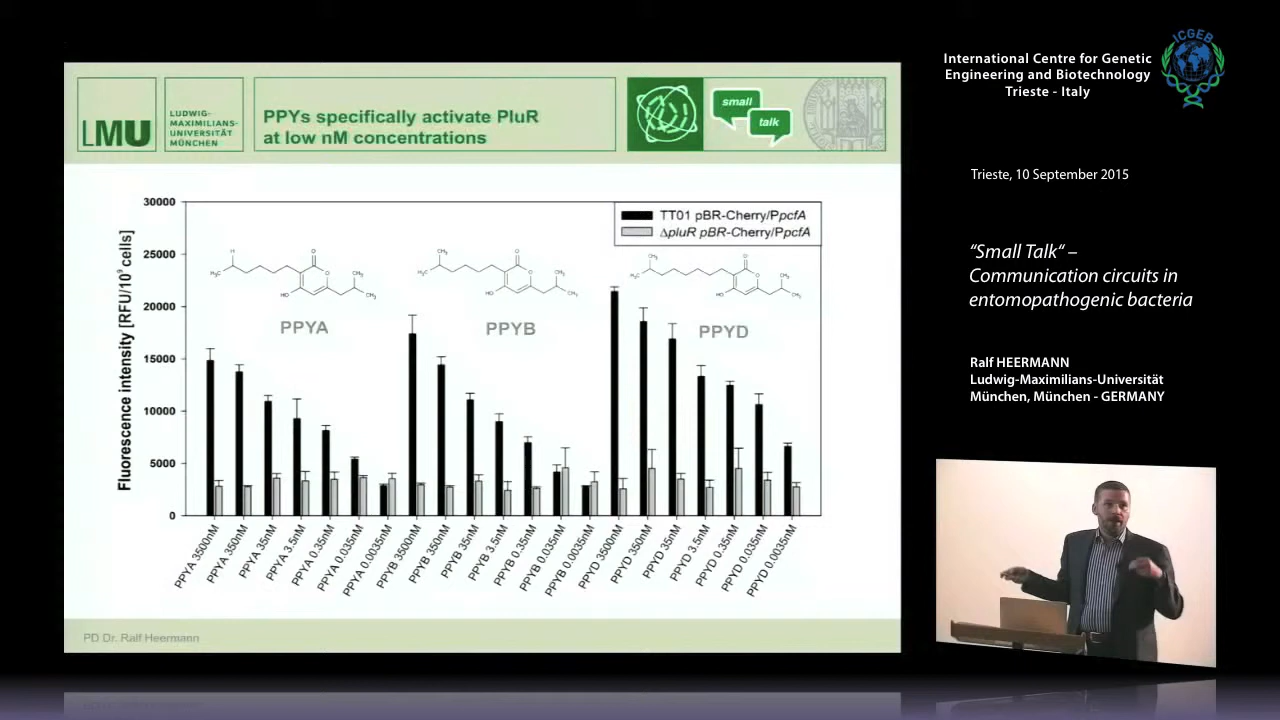 LMU
LUDWIG-
MAXIMILIANS-
UNIVERSITÄT
MÜNCHEN
PPYs specifically activate PluR
at low nM concentrations
small
talk
30000
25000
20000
15000
10000
5000
0
Fluorescence intensity [RFU/10⁹ cells]
TT01 pBR-Cherry/PpcfA
ΔpluR pBR-Cherry/PpcfA
PPYA
PPYB
PPYD
PPYA 3500nM
PPYA 350nM
PPYA 35nM
PPYA 3.5nM
PPYA 0.35nM
PPYA 0.035nM
PPYA 0.0035nM
PPYB 3500nM
PPYB 350nM
PPYB 35nM
PPYB 3.5nM
PPYB 0.35nM
PPYB 0.035nM
PPYB 0.0035nM
PPYD 3500nM
PPYD 350nM
PPYD 35nM
PPYD 3.5nM
PPYD 0.35nM
PPYD 0.035nM
PPYD 0.0035nM
PD Dr. Ralf Heermann
International Centre for Genetic
Engineering and Biotechnology
Trieste - Italy
ICGEB
Trieste, 10 September 2015
“Small Talk“ –
Communication circuits in
entomopathogenic bacteria
Ralf HEERMANN
Ludwig-Maximilians-Universität
München, München - GERMANY